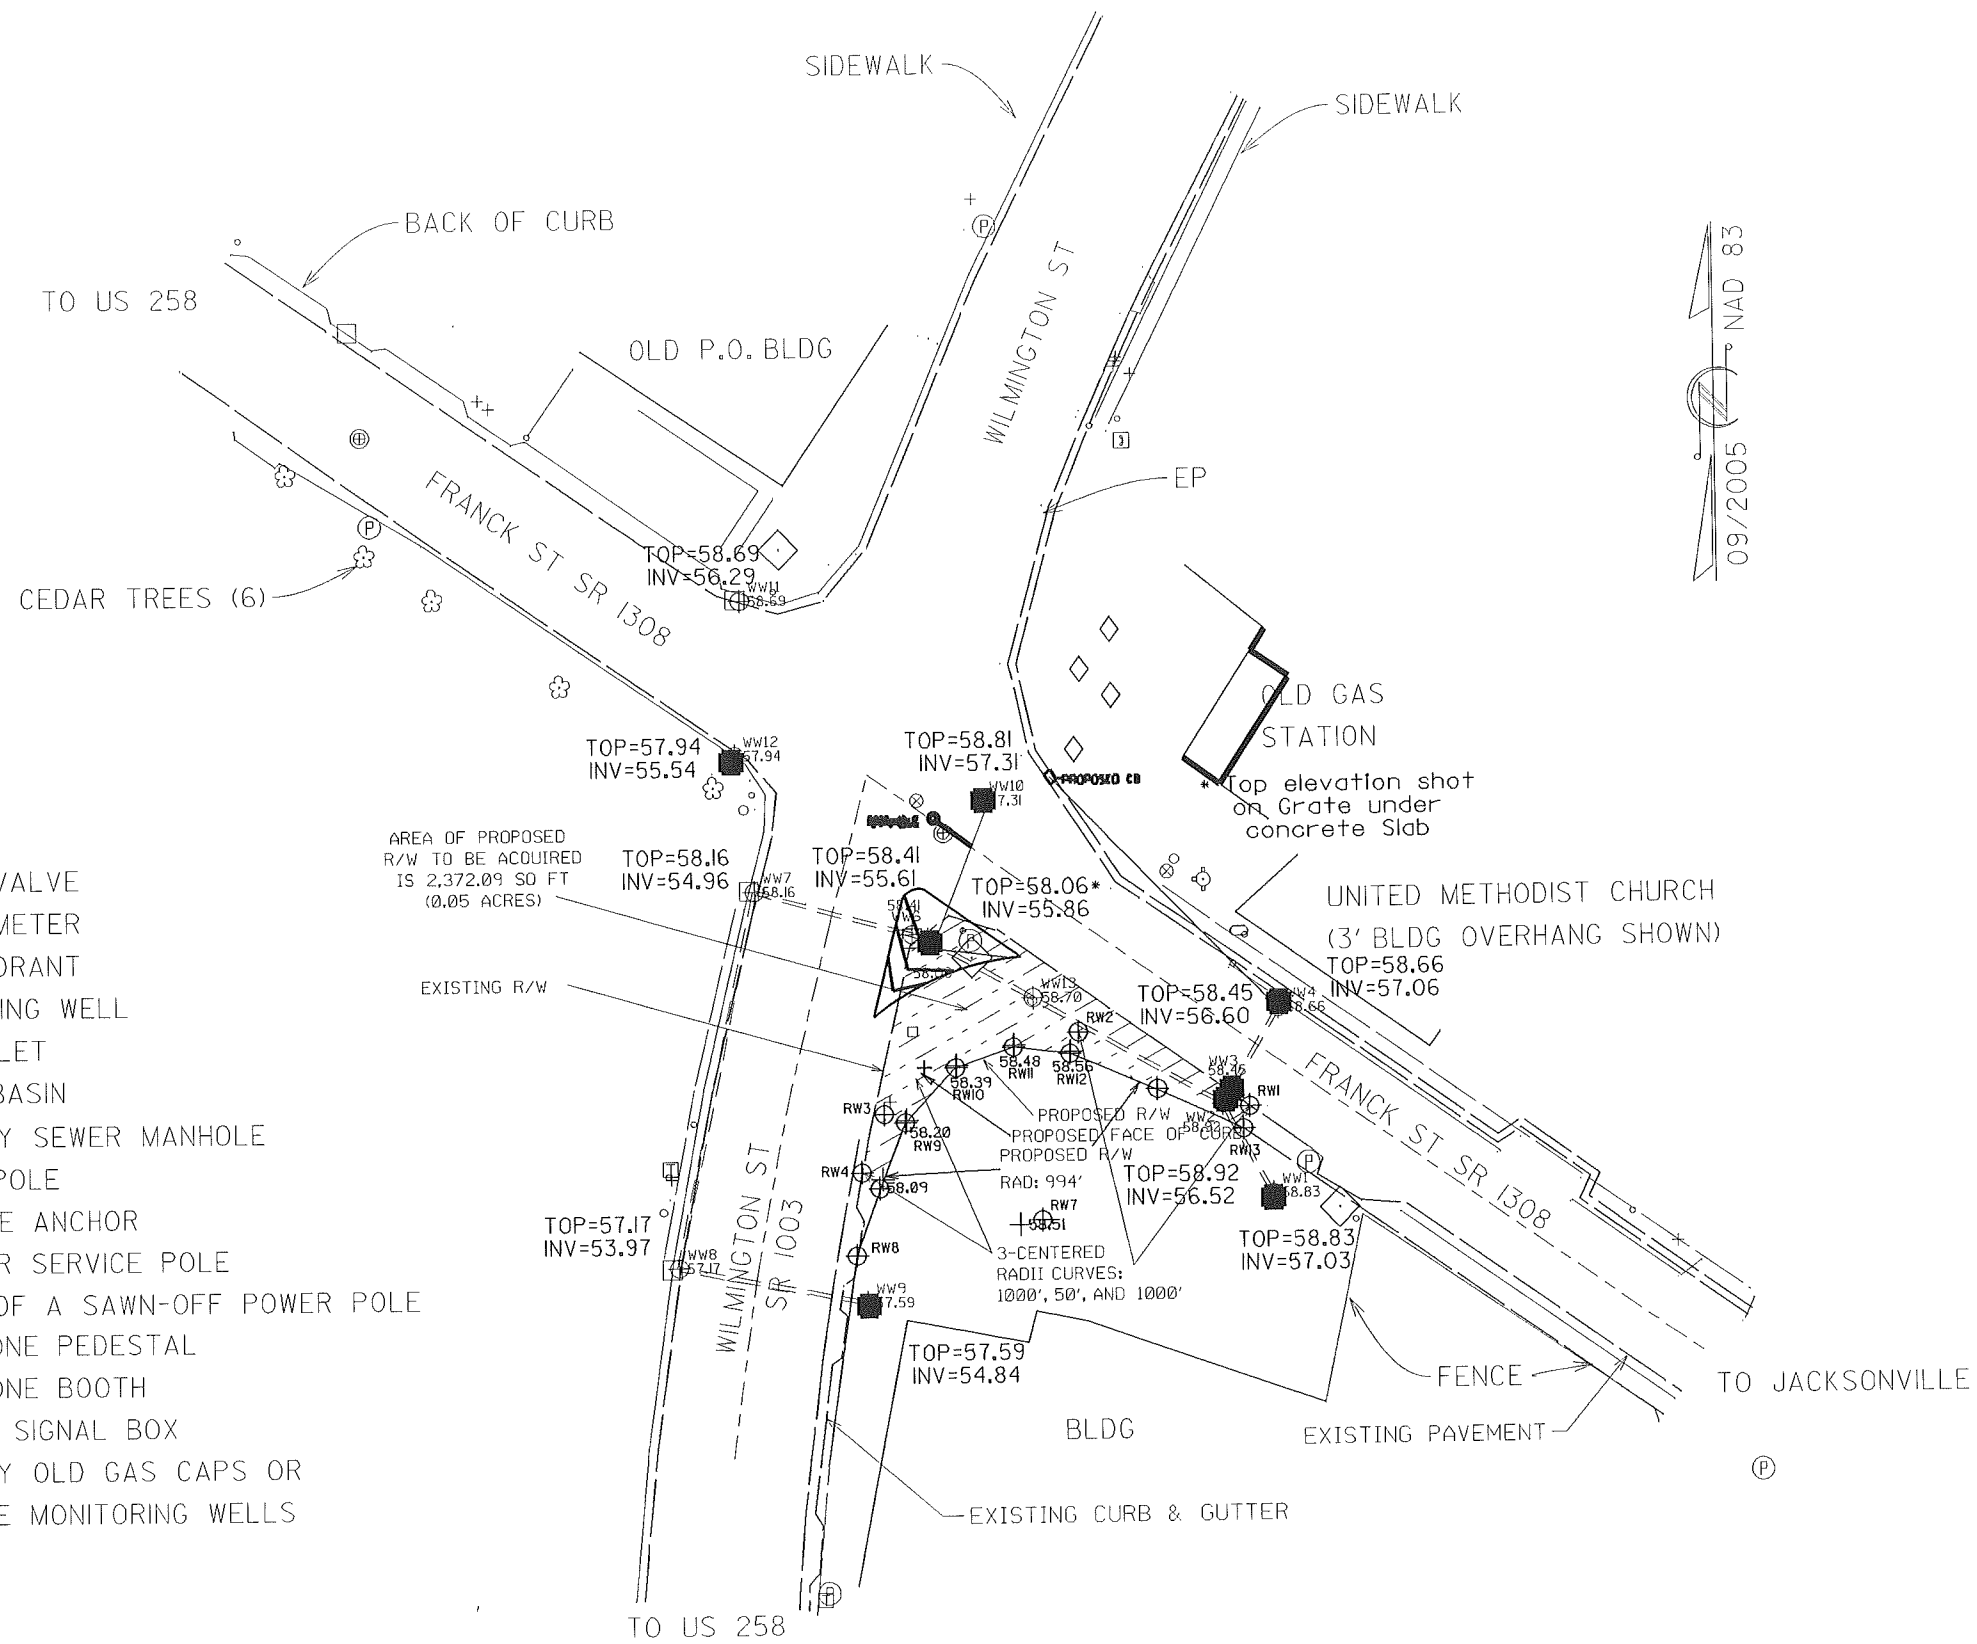 SIDEWALK
SIDEWALK
BACK OF CURB
TO US 258
OLD P.O. BLDG
WILMINGTON ST
NAD 83
09/2005
EP
FRANCK ST SR 1308
TOP=58.69
INV=56.29
WW11
58.69
CEDAR TREES (6)
OLD GAS
STATION
TOP=57.94
INV=55.54
WW12
57.94
TOP=58.81
INV=57.31
WW10
7.31
PROPOSED CB
* Top elevation shot
on Grate under
concrete Slab
AREA OF PROPOSED
R/W TO BE ACQUIRED
IS 2,372.09 SQ FT
(0.05 ACRES)
TOP=58.16
INV=54.96
WW7
58.16
TOP=58.41
INV=55.61
58.41
TOP=58.06*
INV=55.86
UNITED METHODIST CHURCH
(3' BLDG OVERHANG SHOWN)
TOP=58.66
INV=57.06
WW4
58.66
EXISTING R/W
WW13
58.70
TOP=58.45
INV=56.60
RW2
58.48
RW11
58.56
RW12
58.39
RW10
WW3
58.45
RW1
RW3
58.20
RW9
PROPOSED R/W
PROPOSED FACE OF CURB
PROPOSED R/W
WW2
58.92
RW13
FRANCK ST SR 1308
RW4
58.09
RAD: 994'
TOP=58.92
INV=56.52
WW1
58.83
RW7
58.51
TOP=57.17
INV=53.97
WW8
57.17
RW8
3-CENTERED
RADII CURVES:
1000', 50', AND 1000'
TOP=58.83
INV=57.03
WILMINGTON ST
SR 1003
WW9
57.59
TOP=57.59
INV=54.84
FENCE
TO JACKSONVILLE
BLDG
EXISTING PAVEMENT
EXISTING CURB & GUTTER
TO US 258
VALVE
METER
DRANT
ING WELL
LET
BASIN
Y SEWER MANHOLE
POLE
E ANCHOR
R SERVICE POLE
OF A SAWN-OFF POWER POLE
ONE PEDESTAL
ONE BOOTH
SIGNAL BOX
Y OLD GAS CAPS OR
E MONITORING WELLS